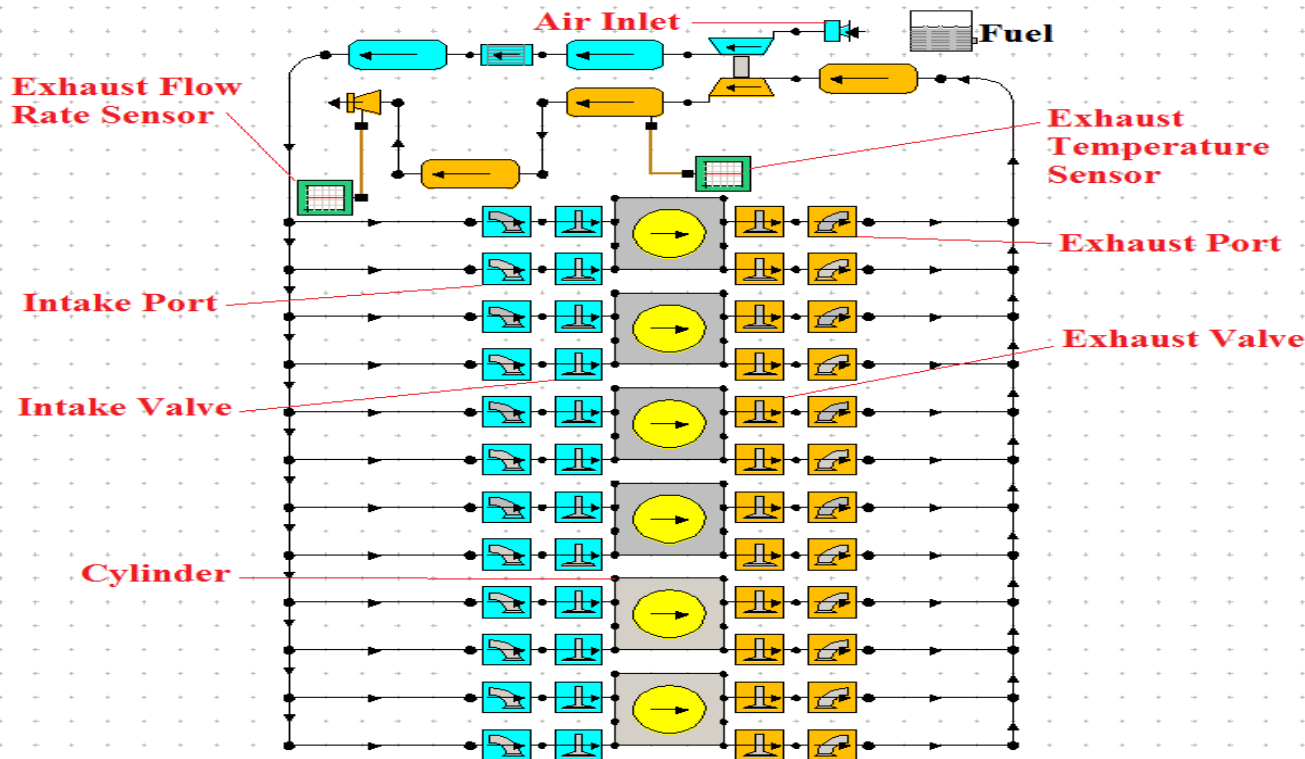 Air Inlet
Fuel
Exhaust Flow
Rate Sensor
Exhaust
Temperature
Sensor
Exhaust Port
Intake Port
Exhaust Valve
Intake Valve
Cylinder